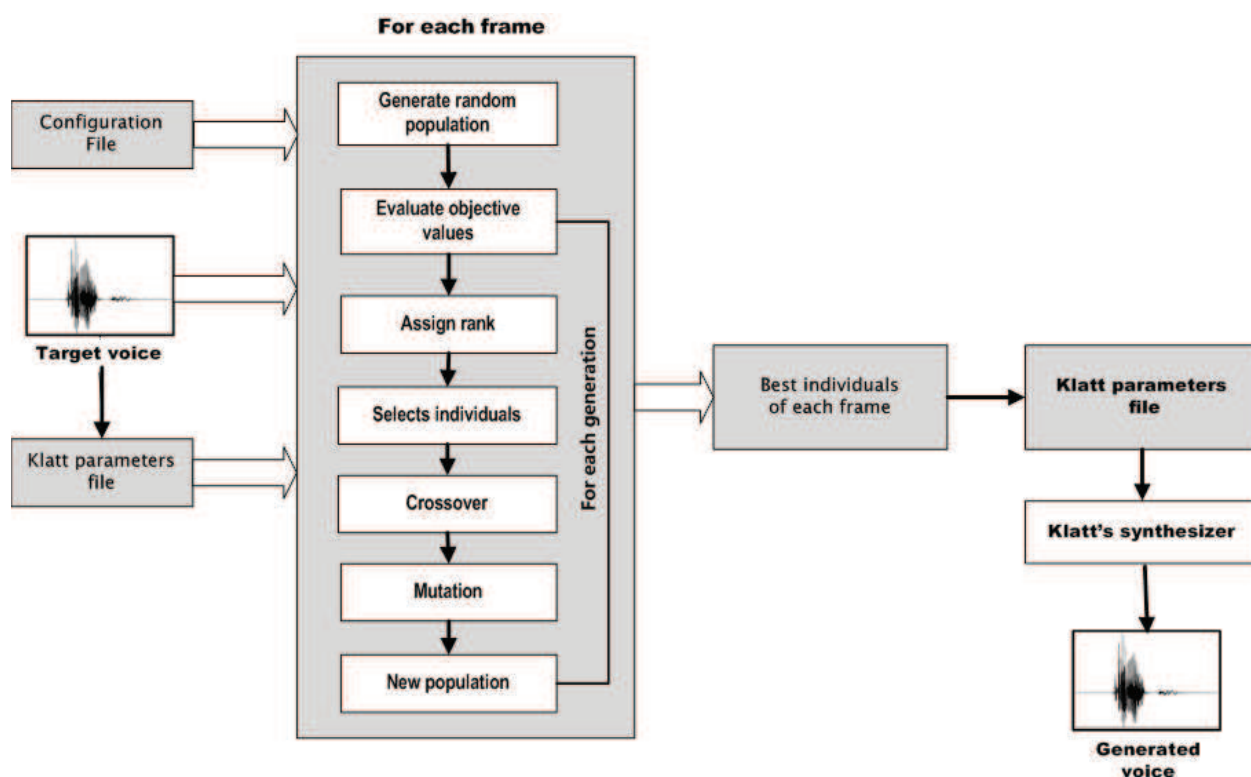 For each frame
Configuration
File
Target voice
Klatt parameters
file
Generate random
population
Evaluate objective
values
Assign rank
Selects individuals
Crossover
Mutation
New population
For each generation
Best individuals
of each frame
Klatt parameters
file
Klatt's synthesizer
Generated
voice